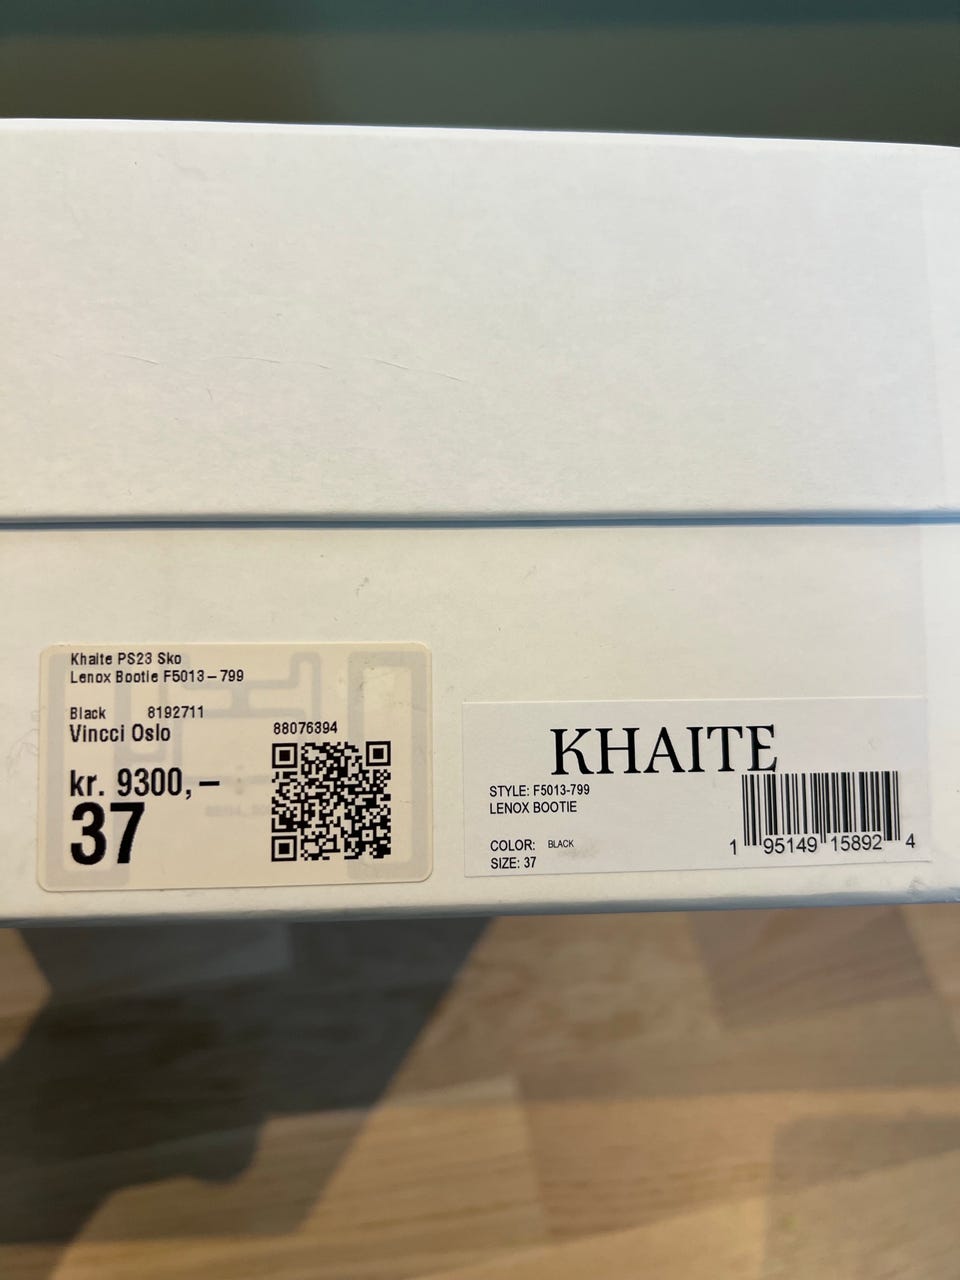 Khaite PS23 Sko
Lenox Bootie F5013-799
Black 8192711
Vincci Oslo
88076394
kr. 9300,-
37
KHAITE
STYLE: F5013-799
LENOX BOOTIE
COLOR: BLACK
SIZE: 37
1 95149 15892 4